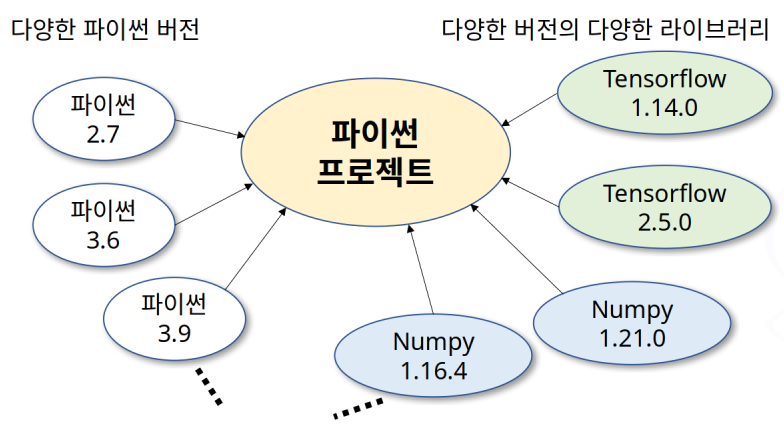 다양한 파이썬 버전
다양한 버전의 다양한 라이브러리
파이썬
2.7
파이썬
3.6
파이썬
3.9
파이썬
프로젝트
Tensorflow
1.14.0
Tensorflow
2.5.0
Numpy
1.21.0
Numpy
1.16.4